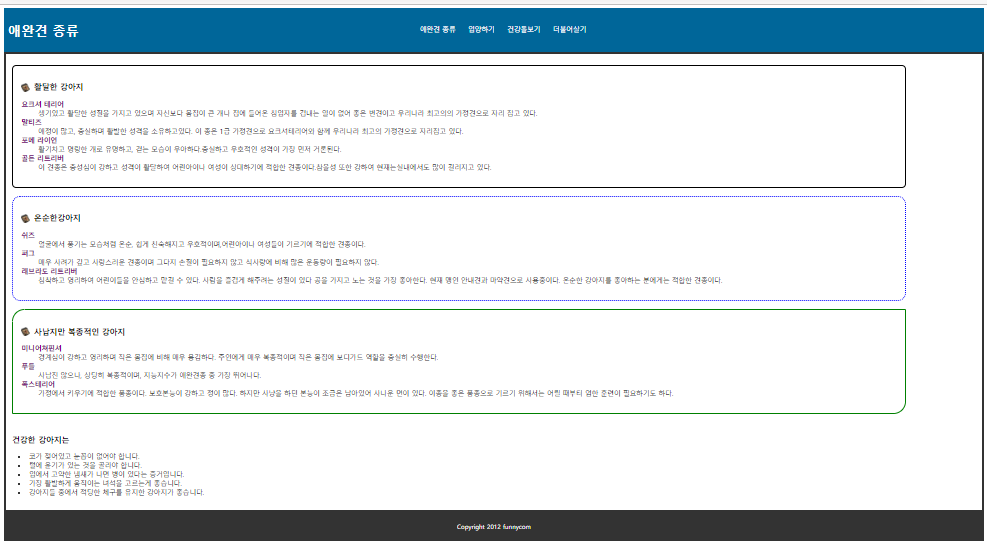 애완견 종류
애완견 종류 입양하기 건강돌보기 더불어살기
활달한 강아지
요크셔 테리어
생기있고 활달한 성질을 가지고 있으며 자신보다 몸집이 큰 개나 집에 들어온 침입자를 겁내는 일이 없어 좋은 번견이고 우리나라 최고의의 가정견으로 자리 잡고 있다.
말티즈
애정이 많고, 충실하며 활발한 성격을 소유하고있다. 이 종은 1급 가정견으로 요크셔테리어와 함께 우리나라 최고의 가정견으로 자리잡고 있다.
포메 라이언
활기차고 명랑한 개로 유명하고, 걷는 모습이 우아하다.충실하고 우호적인 성격이 가장 먼저 거론된다.
골든 리트리버
이 견종은 충성심이 강하고 성격이 활달하여 어린아이나 여성이 상대하기에 적합한 견종이다.참을성 또한 강하여 현재는실내에서도 많이 길러지고 있다.
온순한강아지
쉬즈
얼굴에서 풍기는 모습처럼 온순, 쉽게 친숙해지고 우호적이며,어린아이나 여성들이 기르기에 적합한 견종이다.
퍼그
매우 사려가 깊고 사랑스러운 견종이며 그다지 손질이 필요하지 않고 식사량에 비해 많은 운동량이 필요하지 않다.
래브라도 리트리버
침착하고 영리하여 어린이들을 안심하고 맡길 수 있다. 사람을 즐겁게 해주려는 성질이 있다 공을 가지고 노는 것을 가장 좋아한다. 현재 맹인 안내견과 마약견으로 사용중이다. 온순한 강아지를 좋아하는 분에게는 적합한 견종이다.
사납지만 복종적인 강아지
미니어쳐핀셔
경계심이 강하고 영리하며 작은 몸집에 비해 매우 용감하다. 주인에게 매우 복종적이며 작은 몸집에 보디가드 역할을 충실히 수행한다.
푸들
사납진 않으나, 상당히 복종적이며, 지능지수가 애완견종 중 가장 뛰어나다.
폭스테리어
가정에서 키우기에 적합한 품종이다. 보호본능이 강하고 정이 많다. 하지만 사냥을 하던 본능이 조금은 남아있어 사나운 면이 있다. 이종을 좋은 품종으로 기르기 위해서는 어릴 때부터 엄한 훈련이 필요하기도 하다.
건강한 강아지는
코가 젖어있고 눈꼽이 없어야 합니다.
털에 윤기가 있는 것을 골라야 합니다.
입에서 고약한 냄새가 나면 병이 있다는 증거입니다.
가장 활발하게 움직이는 녀석을 고르는게 좋습니다.
강아지들 중에서 적당한 체구를 유지한 강아지가 좋습니다.
Copyright 2012 funnycom